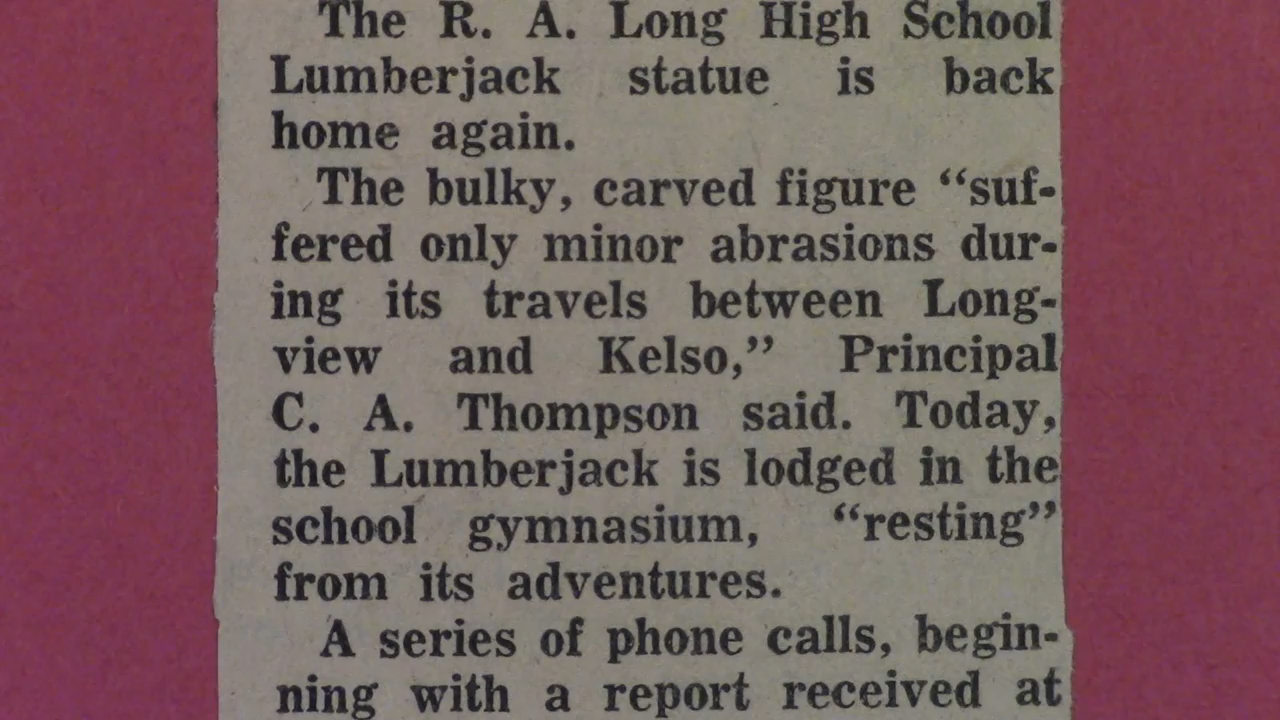 The R. A. Long High School
Lumberjack statue is back
home again.
The bulky, carved figure “suf-
fered only minor abrasions dur-
ing its travels between Long-
view and Kelso,” Principal
C. A. Thompson said. Today,
the Lumberjack is lodged in the
school gymnasium, “resting”
from its adventures.
A series of phone calls, begin-
ning with a report received at